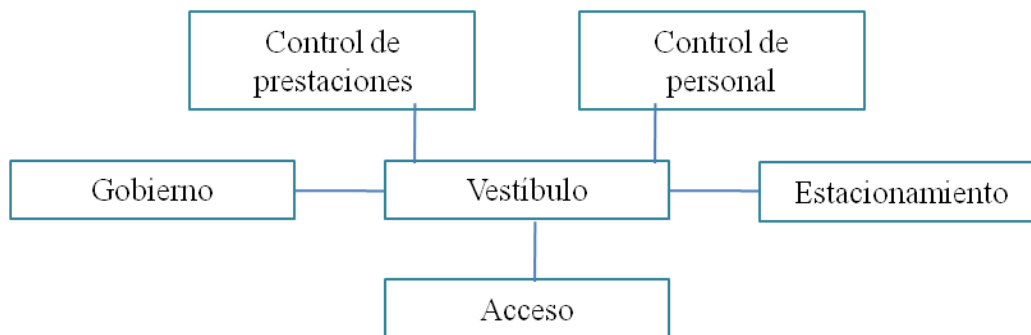 Control de
prestaciones
Control de
personal
Gobierno
Vestíbulo
Estacionamiento
Acceso